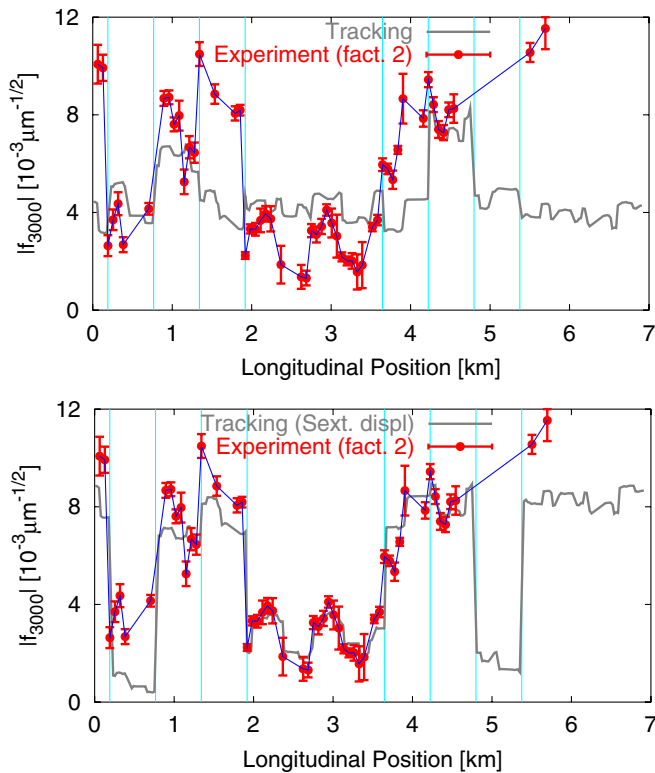 12
Tracking
Experiment (fact. 2)
8
4
0
|f3000| [10-3μm-1/2]
0 1 2 3 4 5 6 7
Longitudinal Position [km]
12
Tracking (Sext. displ)
Experiment (fact. 2)
8
4
0
|f3000| [10-3μm-1/2]
0 1 2 3 4 5 6 7
Longitudinal Position [km]